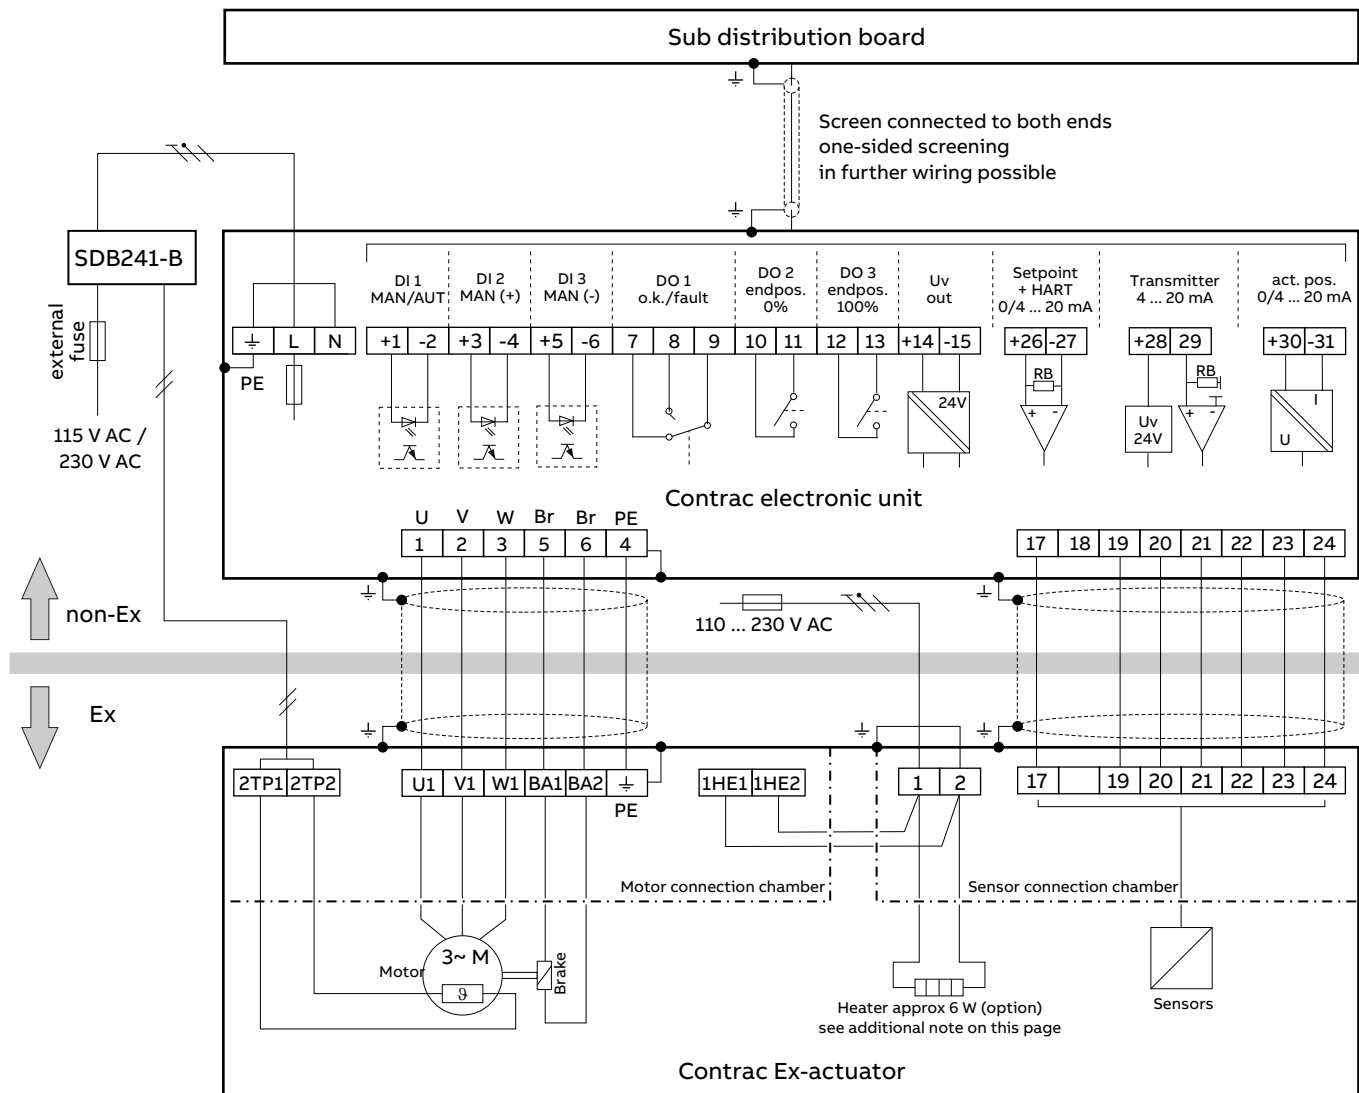 Sub distribution board
Screen connected to both ends
one-sided screening
in further wiring possible
SDB241-B
external
fuse
115 V AC /
230 V AC
DI 1
MAN/AUT
DI 2
MAN (+)
DI 3
MAN (-)
DO 1
o.k./fault
DO 2
endpos.
0%
DO 3
endpos.
100%
Uv
out
Setpoint
+ HART
0/4 ... 20 mA
Transmitter
4 ... 20 mA
act. pos.
0/4 ... 20 mA
L N +1 -2 +3 -4 +5 -6 7 8 9 10 11 12 13 +14 -15 +26 -27 +28 29 +30 -31
PE
RB
RB
24V
+ -
Uv
24V
+ -
I
U
Contrac electronic unit
U V W Br Br PE
1 2 3 5 6 4
17 18 19 20 21 22 23 24
non-Ex
110 ... 230 V AC
Ex
2TP1 2TP2
U1 V1 W1 BA1 BA2
PE
1HE1 1HE2
1 2
17 19 20 21 22 23 24
Motor connection chamber
Sensor connection chamber
3~ M
Motor
ϑ
Brake
Heater approx 6 W (option)
see additional note on this page
Sensors
Contrac Ex-actuator